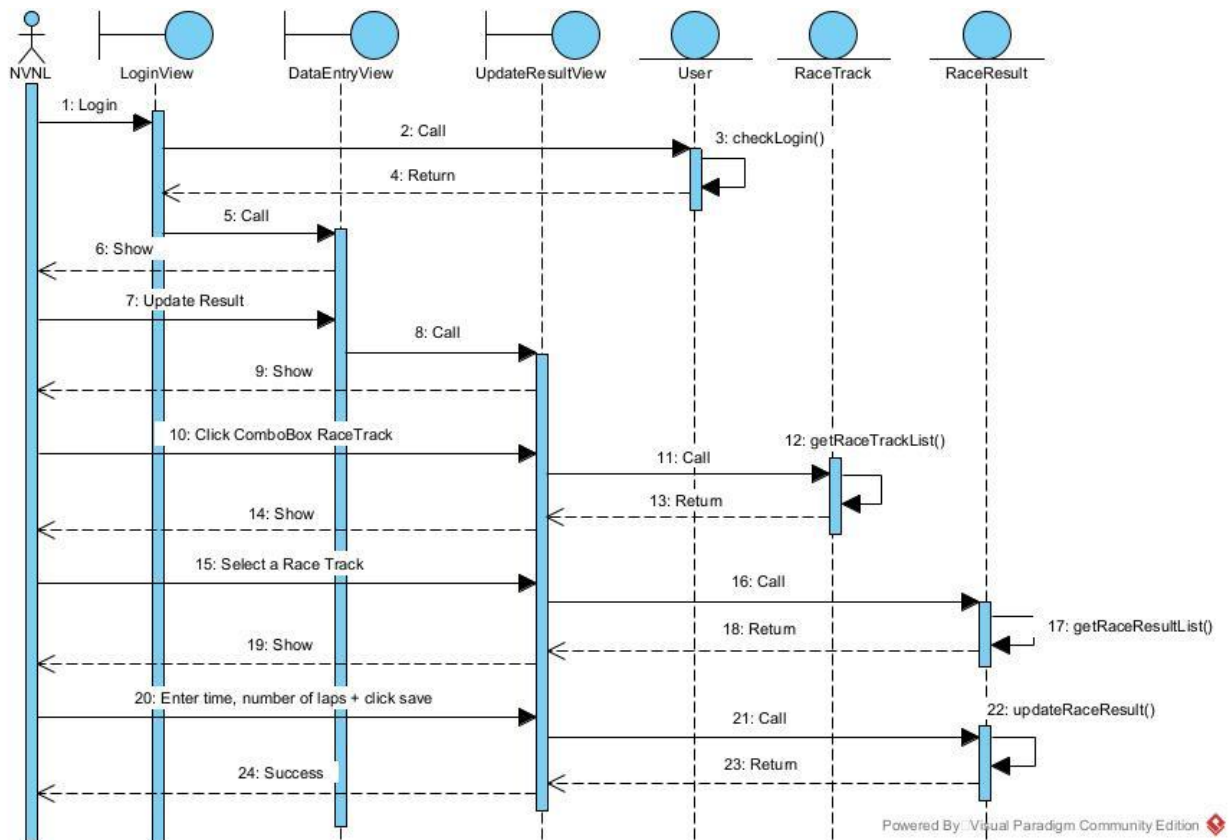 NVNL
LoginView
DataEntryView
UpdateResultView
User
RaceTrack
RaceResult
1: Login
2: Call
3: checkLogin()
4: Return
5: Call
6: Show
7: Update Result
8: Call
9: Show
10: Click ComboBox RaceTrack
11: Call
12: getRaceTrackList()
13: Return
14: Show
15: Select a Race Track
16: Call
17: getRaceResultList()
18: Return
19: Show
20: Enter time, number of laps + click save
21: Call
22: updateRaceResult()
23: Return
24: Success
Powered By Visual Paradigm Community Edition